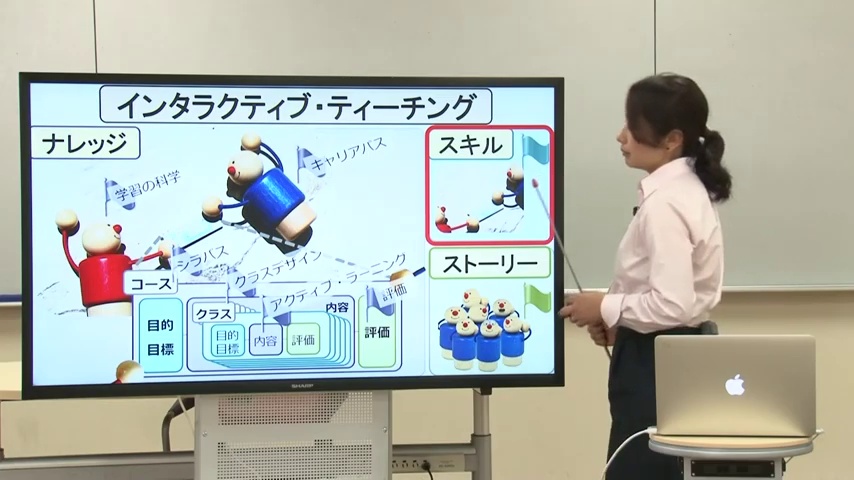 インタラクティブ・ティーチング
ナレッジ
スキル
キャリアパス
学習の科学
シラバス
クラスデザイン
アクティブ・ラーニング
評価
コース
目的
目標
クラス
内容
目的
目標
内容
評価
評価
ストーリー
SHARP